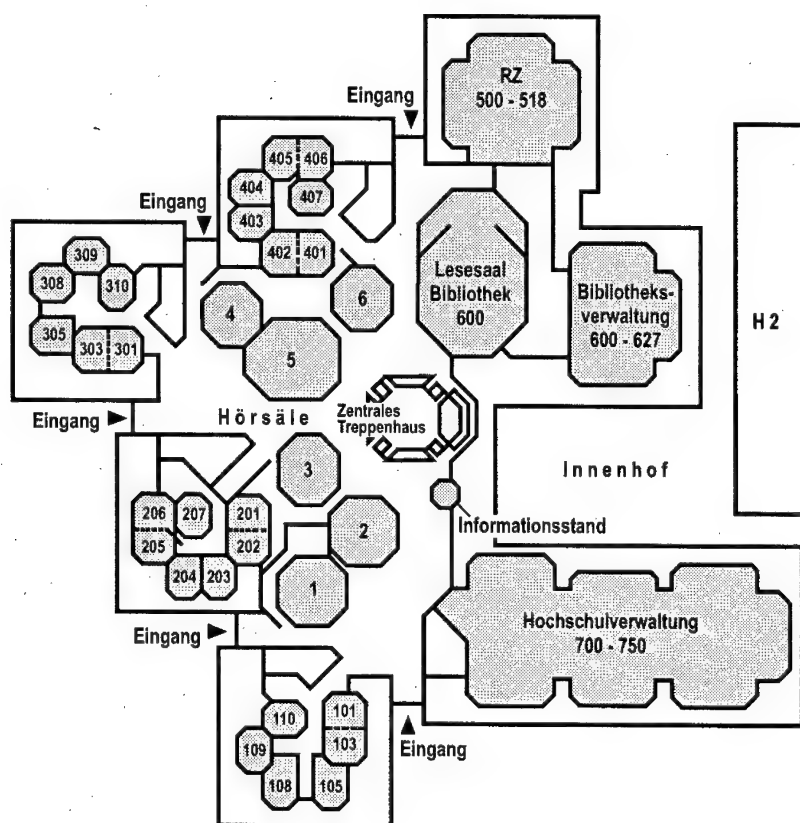 RZ
500 - 518
Eingang
405
406
404
407
403
402
401
Eingang
309
308
310
305
303
301
4
6
5
Lesesaal
Bibliothek
600
Bibliotheks-
verwaltung
600 - 627
H 2
Eingang
Hörsäle
Zentrales
Treppenhaus
3
Innenhof
206
207
201
205
202
2
Informationsstand
204
203
1
Eingang
Hochschulverwaltung
700 - 750
110
101
109
103
108
105
Eingang